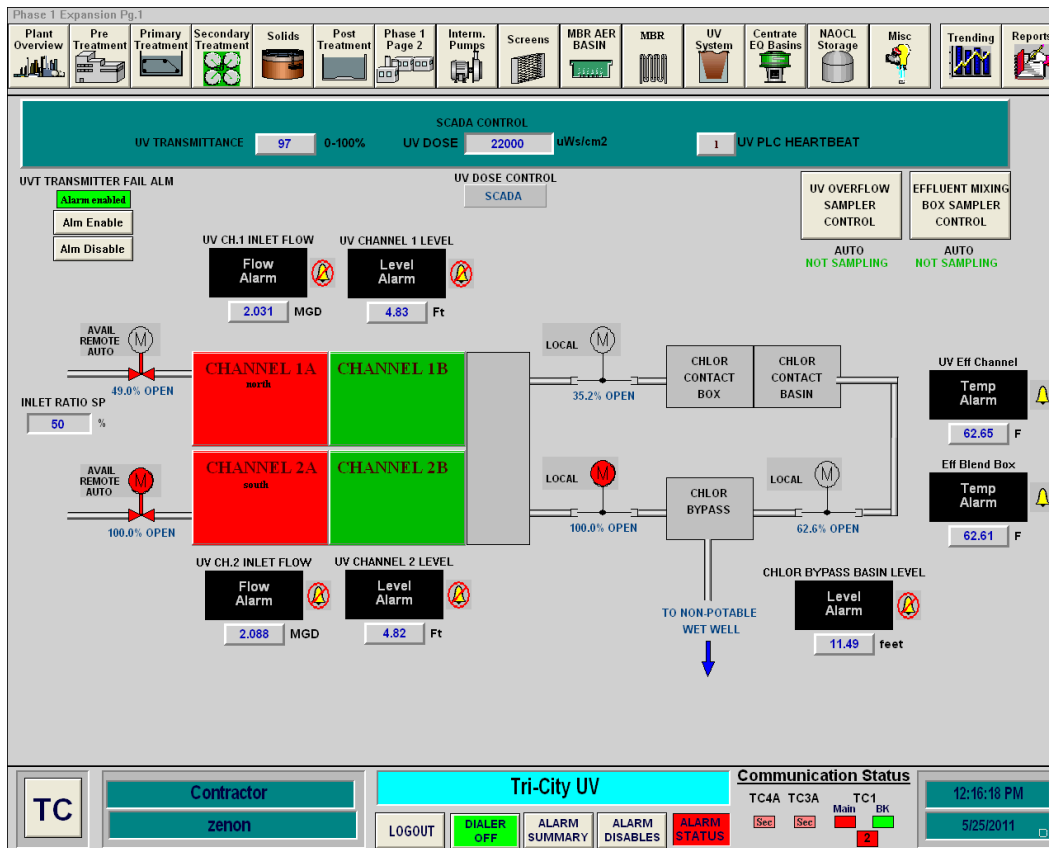 Phase 1 Expansion Pg.1
Plant Overview
Pre Treatment
Primary Treatment
Secondary Treatment
Solids
Post Treatment
Phase 1 Page 2
Interm. Pumps
Screens
MBR AER BASIN
MBR
UV System
Centrate EQ Basins
NAOCL Storage
Misc
Trending
Reports
SCADA CONTROL
UV TRANSMITTANCE 97 0-100% UV DOSE 22000 uWs/cm2 1 UV PLC HEARTBEAT
UVT TRANSMITTER FAIL ALM
Alarm enabled
Alm Enable
Alm Disable
UV DOSE CONTROL
SCADA
UV OVERFLOW
SAMPLER
CONTROL
AUTO
NOT SAMPLING
EFFLUENT MIXING
BOX SAMPLER
CONTROL
AUTO
NOT SAMPLING
UV CH.1 INLET FLOW
Flow
Alarm
2.031 MGD
UV CHANNEL 1 LEVEL
Level
Alarm
4.83 Ft
AVAIL
REMOTE
AUTO
M
49.0% OPEN
INLET RATIO SP
50 %
CHANNEL 1A
north
CHANNEL 1B
LOCAL M
35.2% OPEN
CHLOR
CONTACT
BOX
CHLOR
CONTACT
BASIN
UV Eff Channel
Temp
Alarm
62.65 F
AVAIL
REMOTE
AUTO
M
100.0% OPEN
CHANNEL 2A
south
CHANNEL 2B
LOCAL M
100.0% OPEN
CHLOR
BYPASS
LOCAL M
62.6% OPEN
Eff Blend Box
Temp
Alarm
62.61 F
UV CH.2 INLET FLOW
Flow
Alarm
2.088 MGD
UV CHANNEL 2 LEVEL
Level
Alarm
4.82 Ft
TO NON-POTABLE
WET WELL
CHLOR BYPASS BASIN LEVEL
Level
Alarm
11.49 feet
TC
Contractor
zenon
Tri-City UV
LOGOUT
DIALER
OFF
ALARM
SUMMARY
ALARM
DISABLES
ALARM
STATUS
Communication Status
TC4A TC3A TC1
Main BK
Sec Sec
2
12:16:18 PM
5/25/2011